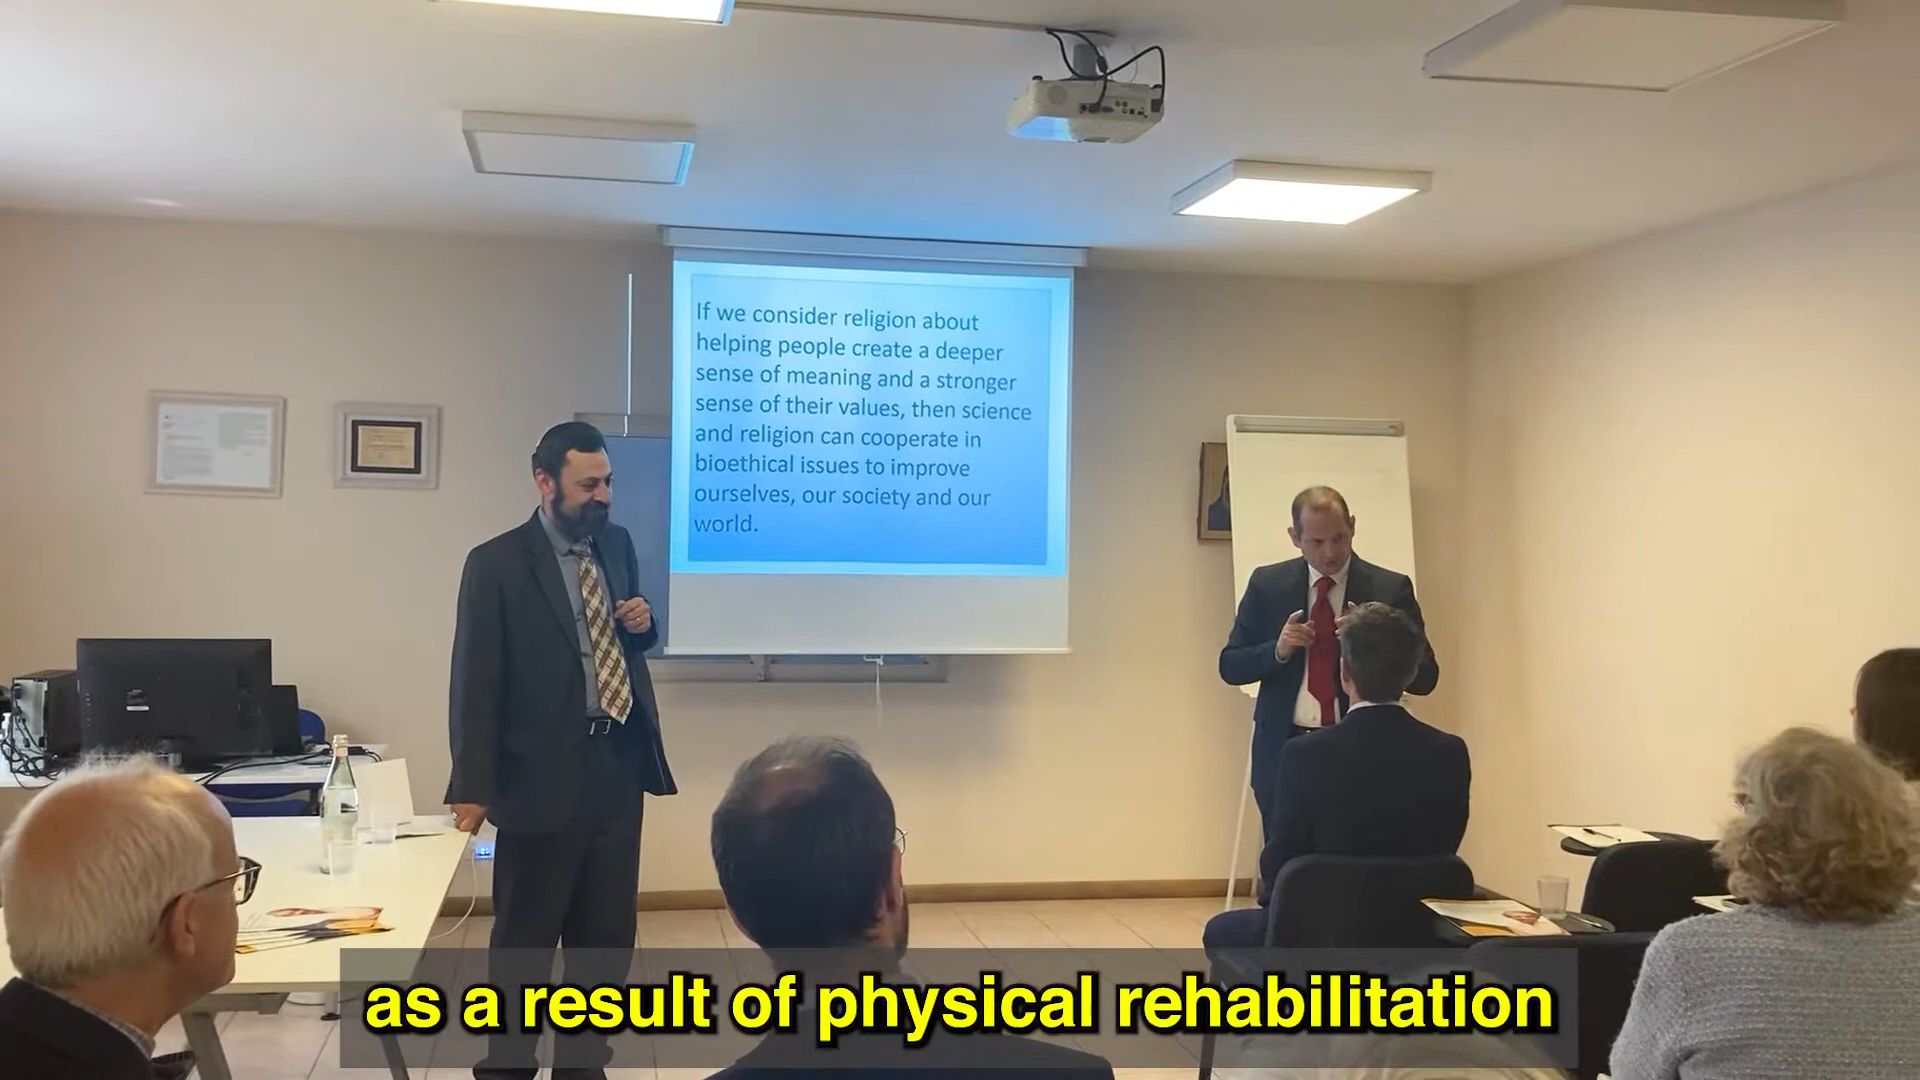 If we consider religion about
helping people create a deeper
sense of meaning and a stronger
sense of their values, then science
and religion can cooperate in
bioethical issues to improve
ourselves, our society and our
world.
as a result of physical rehabilitation